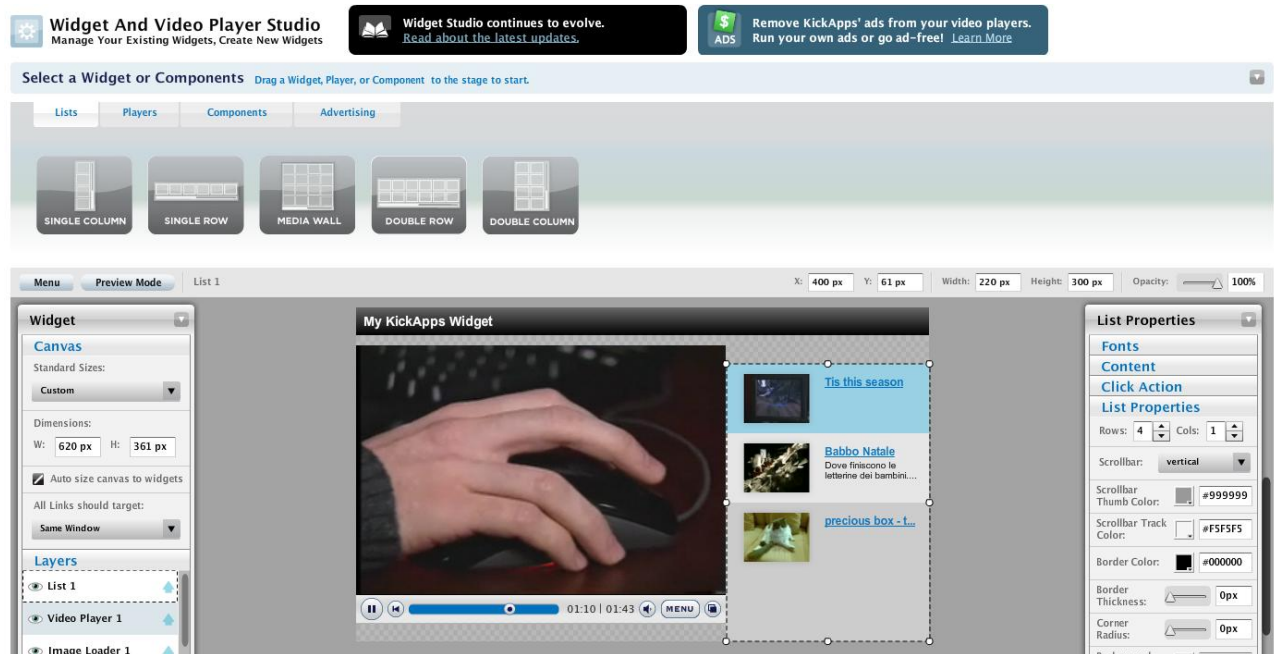 Widget And Video Player Studio
Manage Your Existing Widgets, Create New Widgets
Widget Studio continues to evolve.
Read about the latest updates.
$
ADS
Remove KickApps' ads from your video players.
Run your own ads or go ad-free! Learn More
Select a Widget or Components Drag a Widget, Player, or Component to the stage to start.
Lists Players Components Advertising
SINGLE COLUMN SINGLE ROW MEDIA WALL DOUBLE ROW DOUBLE COLUMN
Menu Preview Mode List 1 X: 400 px Y: 61 px Width: 220 px Height: 300 px Opacity: 100%
Widget
Canvas
Standard Sizes:
Custom
Dimensions:
W: 620 px H: 361 px
Auto size canvas to widgets
All Links should target:
Same Window
Layers
List 1
Video Player 1
Image Loader 1
My KickApps Widget
Tis this season
Babbo Natale
Dove finiscono le
letterine dei bambini....
precious box - t...
01:10 | 01:43 MENU
List Properties
Fonts
Content
Click Action
List Properties
Rows: 4 Cols: 1
Scrollbar: vertical
Scrollbar
Thumb Color: #999999
Scrollbar Track
Color: #F5F5F5
Border Color: #000000
Border
Thickness: 0px
Corner
Radius: 0px